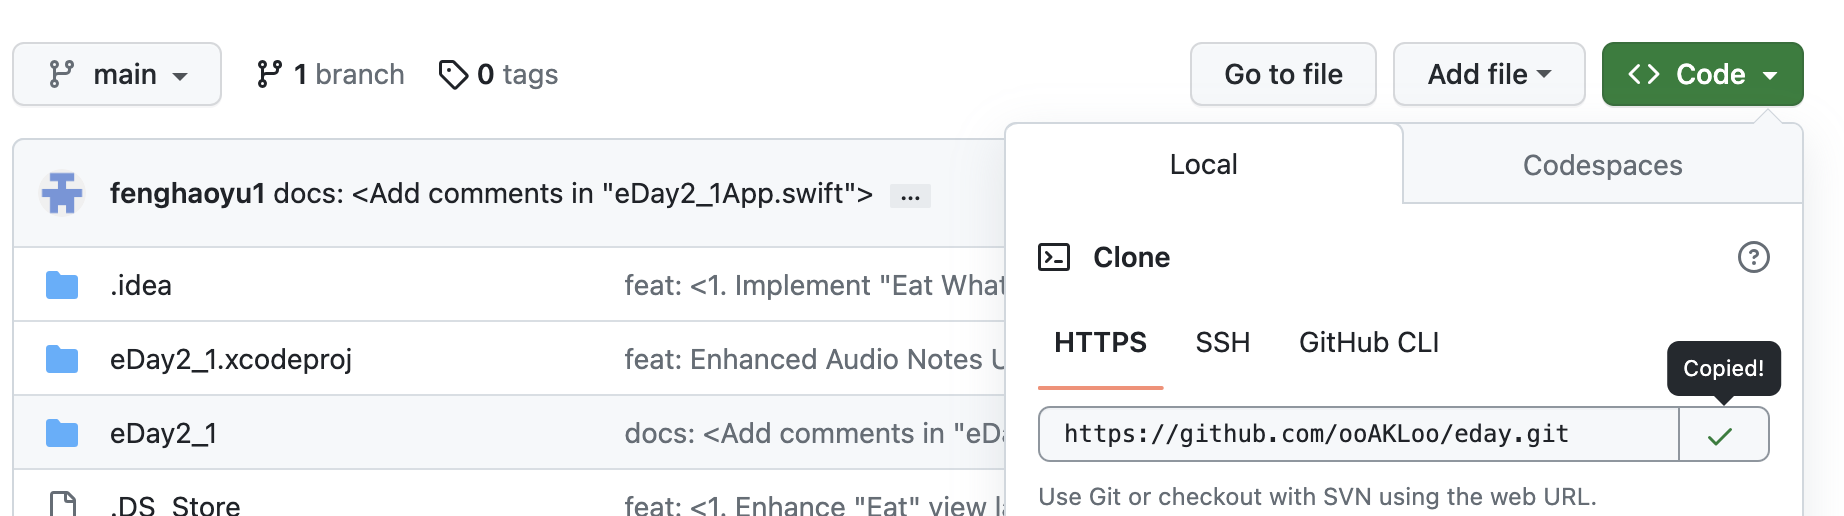 main
1 branch
0 tags
Go to file
Add file
Code
fenghaoyu1 docs: <Add comments in "eDay2_1App.swift"> ...
.idea
feat: <1. Implement "Eat What
eDay2_1.xcodeproj
feat: Enhanced Audio Notes
eDay2_1
docs: <Add comments in
.DS_Store
feat: <1. Enhance "Eat" view
Local
Codespaces
Clone
HTTPS
SSH
GitHub CLI
Copied!
https://github.com/ooAKLoo/eday.git
Use Git or checkout with SVN using the web URL.